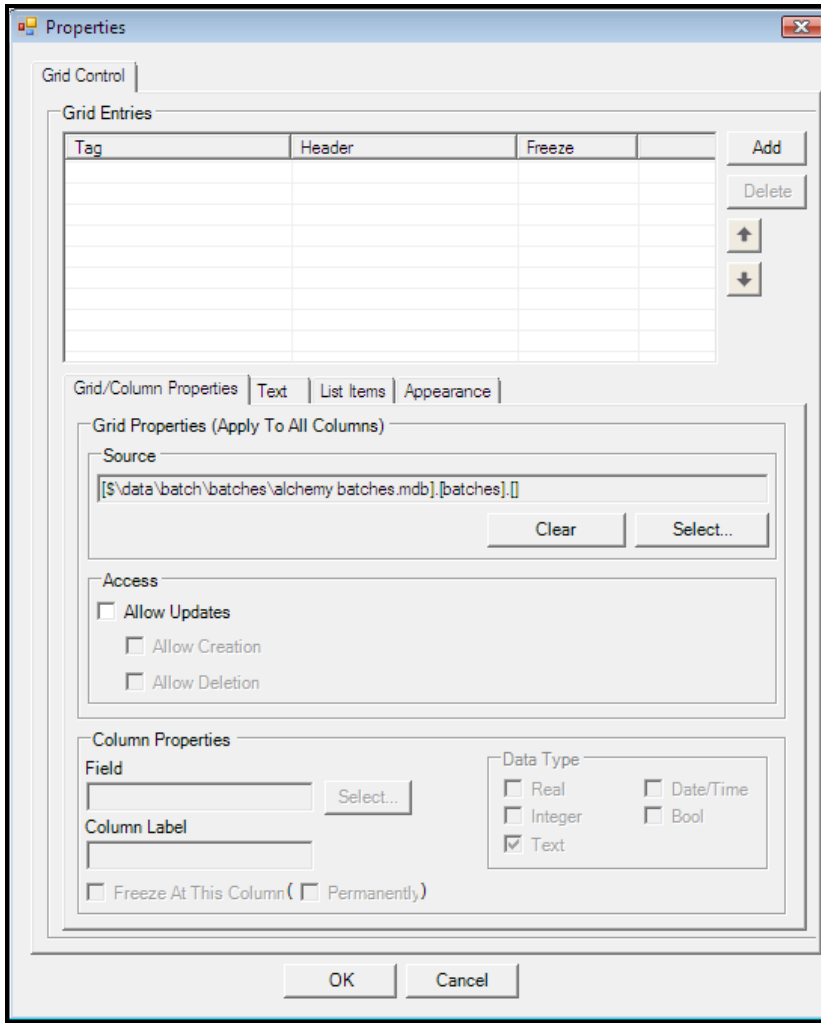 Properties
Grid Control
Grid Entries
Tag Header Freeze
Add
Delete
Grid/Column Properties Text List Items Appearance
Grid Properties (Apply To All Columns)
Source
[$\data\batch\batches\alchemy batches.mdb].[batches].[]
Clear Select...
Access
Allow Updates
Allow Creation
Allow Deletion
Column Properties
Field
Select...
Column Label
Freeze At This Column ( Permanently )
Data Type
Real Date/Time
Integer Bool
Text
OK Cancel